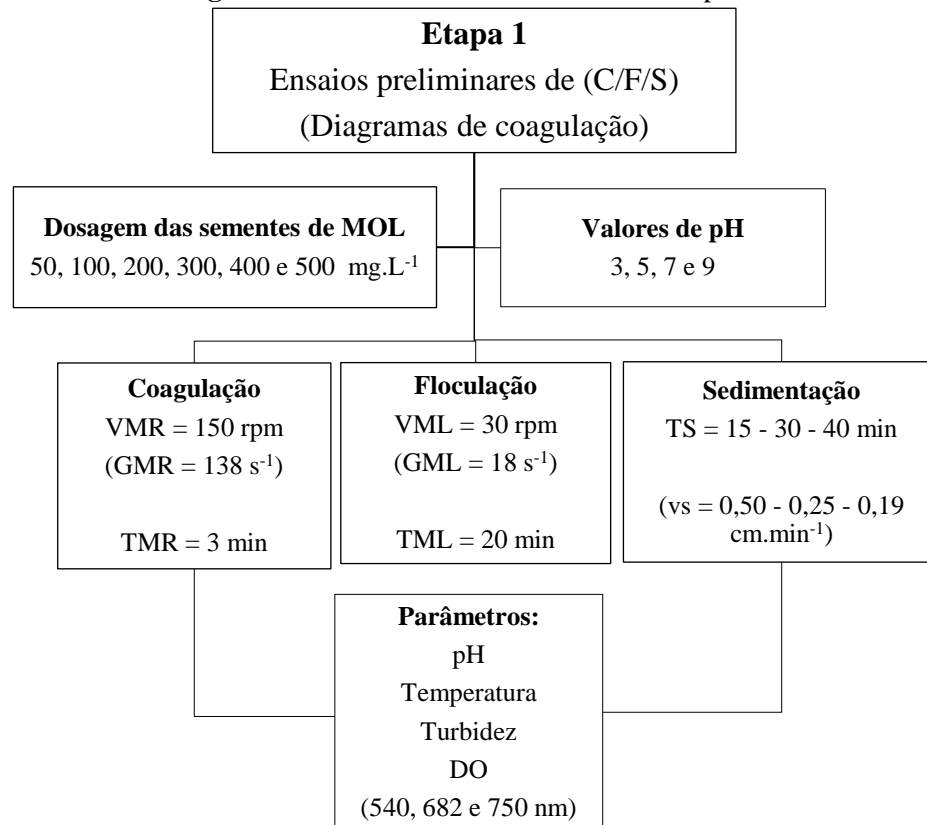 Etapa 1
Ensaios preliminares de (C/F/S)
(Diagramas de coagulação)
Dosagem das sementes de MOL
50, 100, 200, 300, 400 e 500 mg.L-1
Valores de pH
3, 5, 7 e 9
Coagulação
VMR = 150 rpm
(GMR = 138 s-1)
TMR = 3 min
Floculação
VML = 30 rpm
(GML = 18 s-1)
TML = 20 min
Sedimentação
TS = 15 - 30 - 40 min
(vs = 0,50 - 0,25 - 0,19
cm.min-1)
Parâmetros:
pH
Temperatura
Turbidez
DO
(540, 682 e 750 nm)